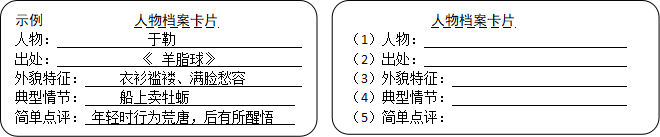 示例 人物档案卡片
人物: 于勒
出处: 《 羊脂球》
外貌特征: 衣衫褴褛、满脸愁容
典型情节: 船上卖牡蛎
简单点评: 年轻时行为荒唐，后有所醒悟
人物档案卡片
（1）人物:
（2）出处:
（3）外貌特征:
（4）典型情节:
（5）简单点评: